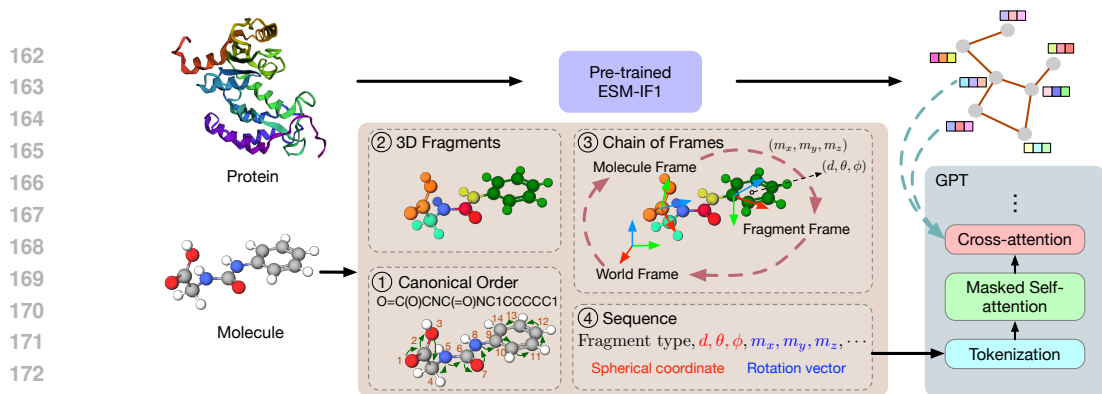 162
163
164
165
166
167
168
169
170
171
172
Protein
Pre-trained
ESM-IF1
② 3D Fragments
③ Chain of Frames
(m_x, m_y, m_z)
Molecule Frame
(d, θ, φ)
Fragment Frame
World Frame
Molecule
① Canonical Order
O=C(O)CNC(=O)NC1CCCCC1
1
2
3
4
5
6
7
8
9
10
11
12
13
14
④ Sequence
Fragment type, d, θ, φ, m_x, m_y, m_z, ⋯
Spherical coordinate
Rotation vector
GPT
⋮
Cross-attention
Masked Self-
attention
Tokenization